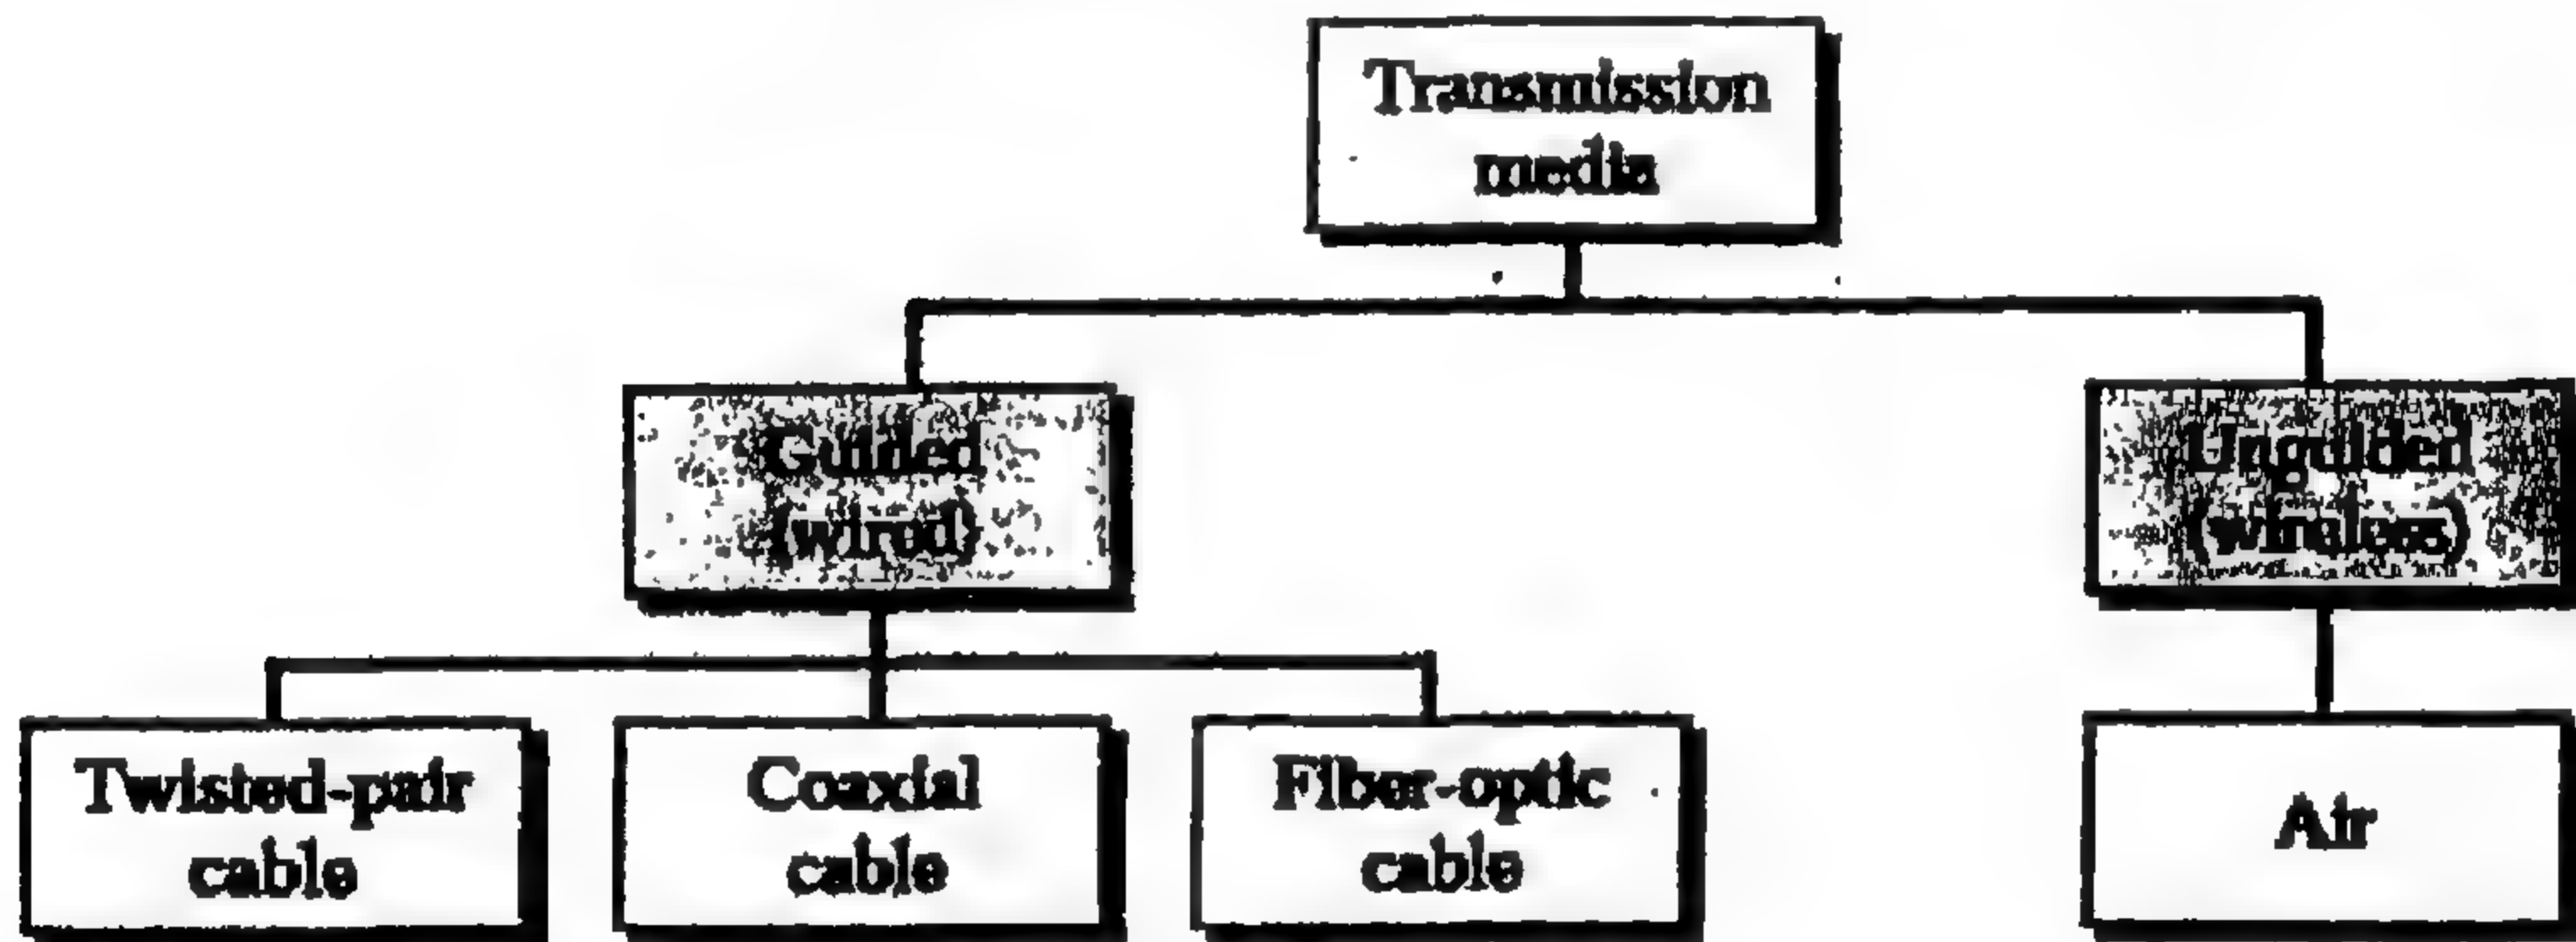 Transmission
media
Guided
(wired)
Unguided
(wireless)
Twisted-pair
cable
Coaxial
cable
Fiber-optic
cable
Air